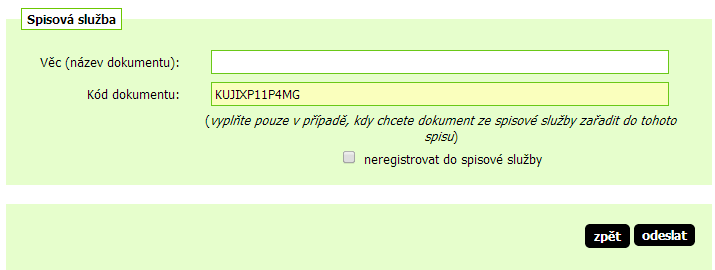 Spisová služba
Věc (název dokumentu):
Kód dokumentu: KUJIXP11P4MG
(vyplňte pouze v případě, kdy chcete dokument ze spisové služby zařadit do tohoto
spisu)
neregistrovat do spisové služby
zpět odeslat